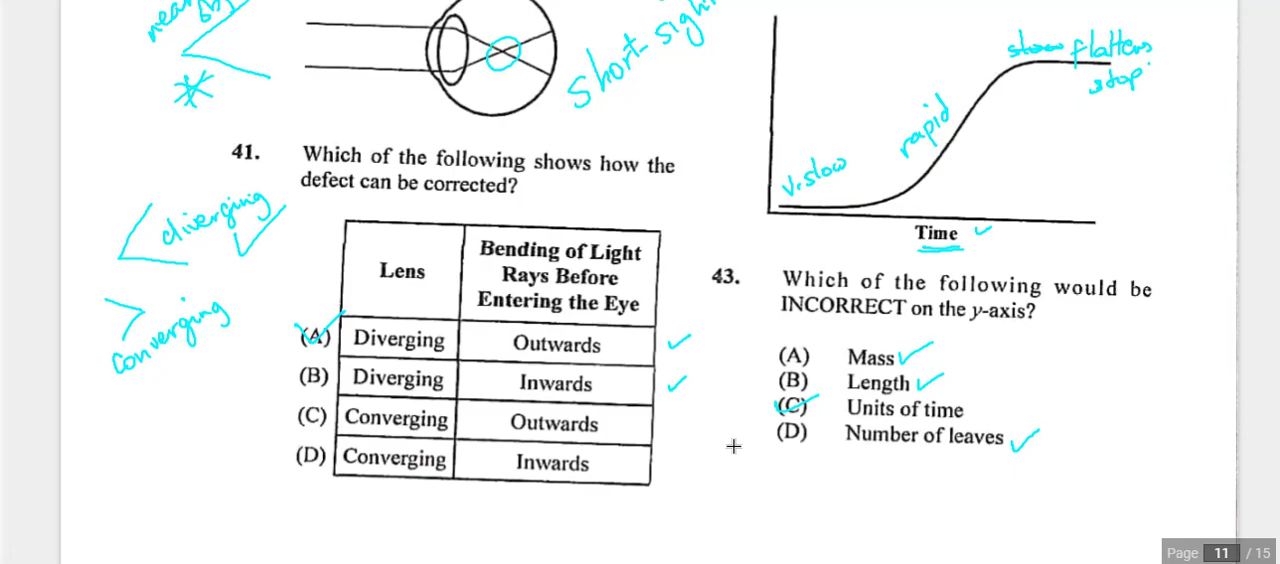 near
short-sigh
41. Which of the following shows how the
defect can be corrected?
diverging
converging
Lens
Bending of Light
Rays Before
Entering the Eye
(A) Diverging Outwards
(B) Diverging Inwards
(C) Converging Outwards
(D) Converging Inwards
v.slow
rapid
slow flattens
stop.
Time
43. Which of the following would be
INCORRECT on the y-axis?
(A) Mass
(B) Length
(C) Units of time
(D) Number of leaves
Page 11 / 15